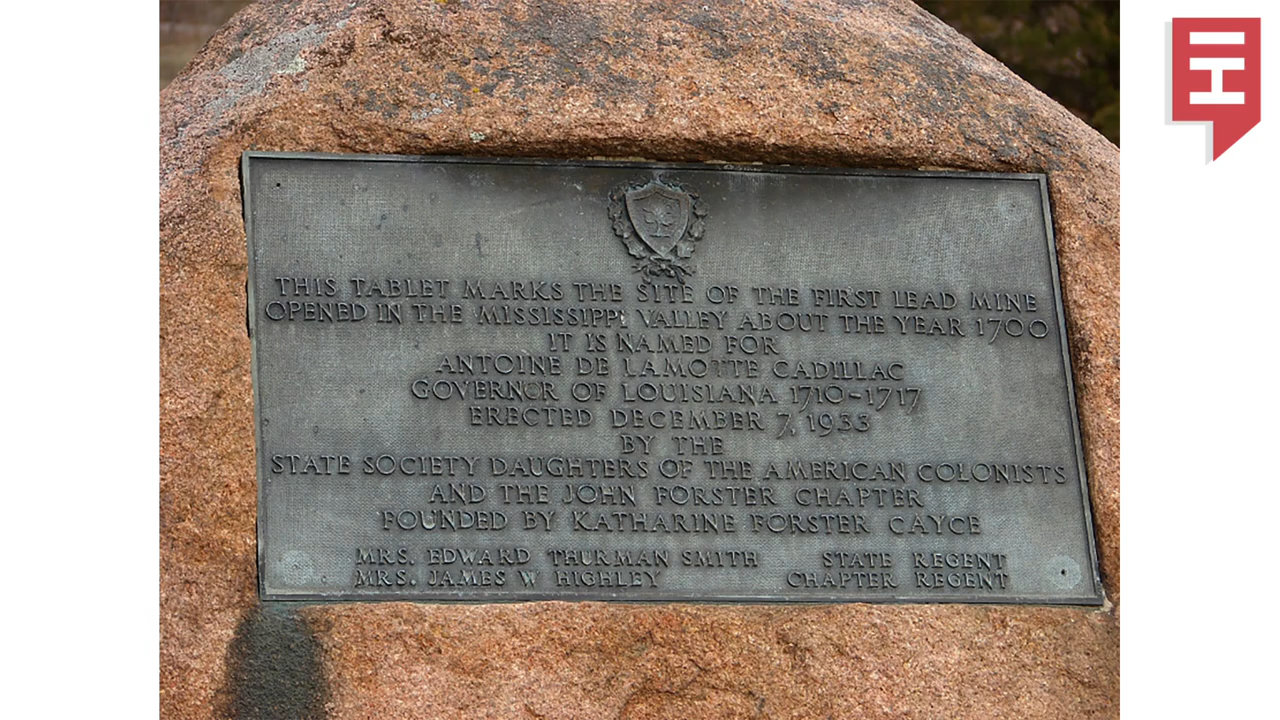 THIS TABLET MARKS THE SITE OF THE FIRST LEAD MINE
OPENED IN THE MISSISSIPPI VALLEY ABOUT THE YEAR 1700
IT IS NAMED FOR
ANTOINE DE LAMOTTE CADILLAC
GOVERNOR OF LOUISIANA 1710-1717
ERECTED DECEMBER 7, 1933
BY THE
STATE SOCIETY DAUGHTERS OF THE AMERICAN COLONISTS
AND THE JOHN FORSTER CHAPTER
FOUNDED BY KATHARINE FORSTER CAYCE
MRS. EDWARD THURMAN SMITH STATE REGENT
MRS. JAMES W HIGHLEY CHAPTER REGENT